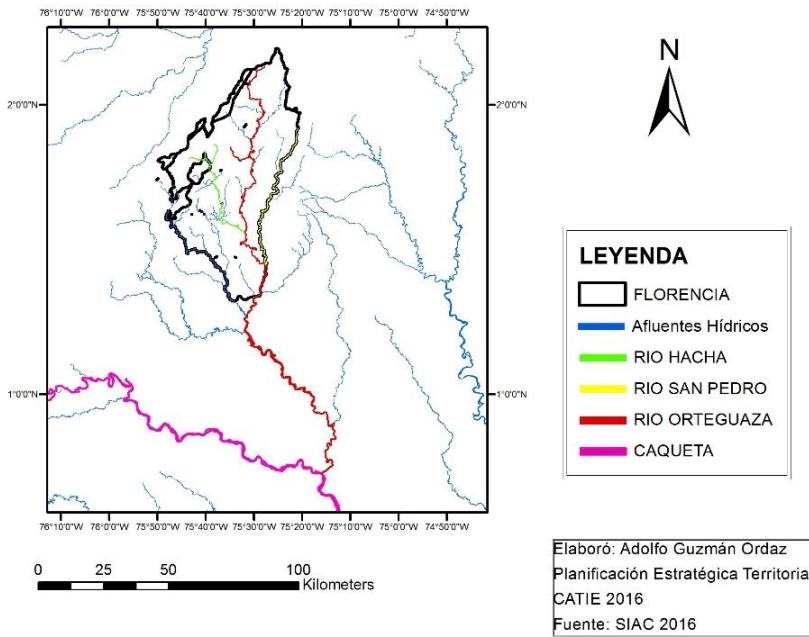 76°10'0"W 76°0'0"W 75°50'0"W 75°40'0"W 75°30'0"W 75°20'0"W 75°10'0"W 75°0'0"W 74°50'0"W
N
2°0'0"N 2°0'0"N
LEYENDA
FLORENCIA
Afluentes Hídricos
RIO HACHA
RIO SAN PEDRO
RIO ORTEGUAZA
CAQUETA
1°0'0"N 1°0'0"N
76°10'0"W 76°0'0"W 75°50'0"W 75°40'0"W 75°30'0"W 75°20'0"W 75°10'0"W 75°0'0"W 74°50'0"W
0 25 50 100
Kilometers
Elaboró: Adolfo Guzmán Ordaz
Planificación Estratégica Territoria
CATIE 2016
Fuente: SIAC 2016